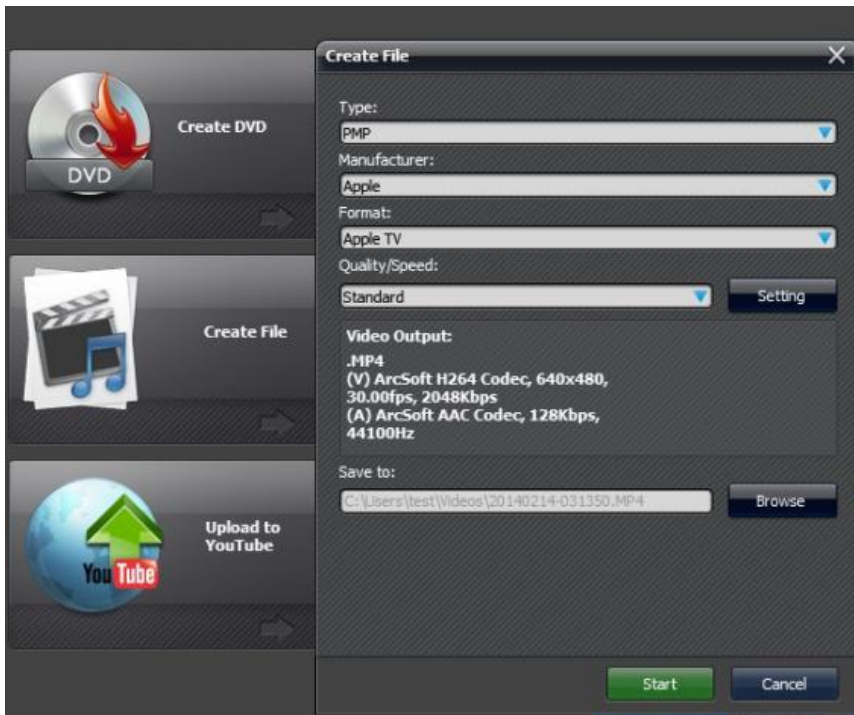 Create DVD
DVD
Create File
Upload to
YouTube
You Tube
Create File
Type:
PMP
Manufacturer:
Apple
Format:
Apple TV
Quality/Speed:
Standard
Setting
Video Output:
.MP4
(V) ArcSoft H264 Codec, 640x480,
30.00fps, 2048Kbps
(A) ArcSoft AAC Codec, 128Kbps,
44100Hz
Save to:
C:\Users\test\Videos\20140214-031350.MP4
Browse
Start
Cancel